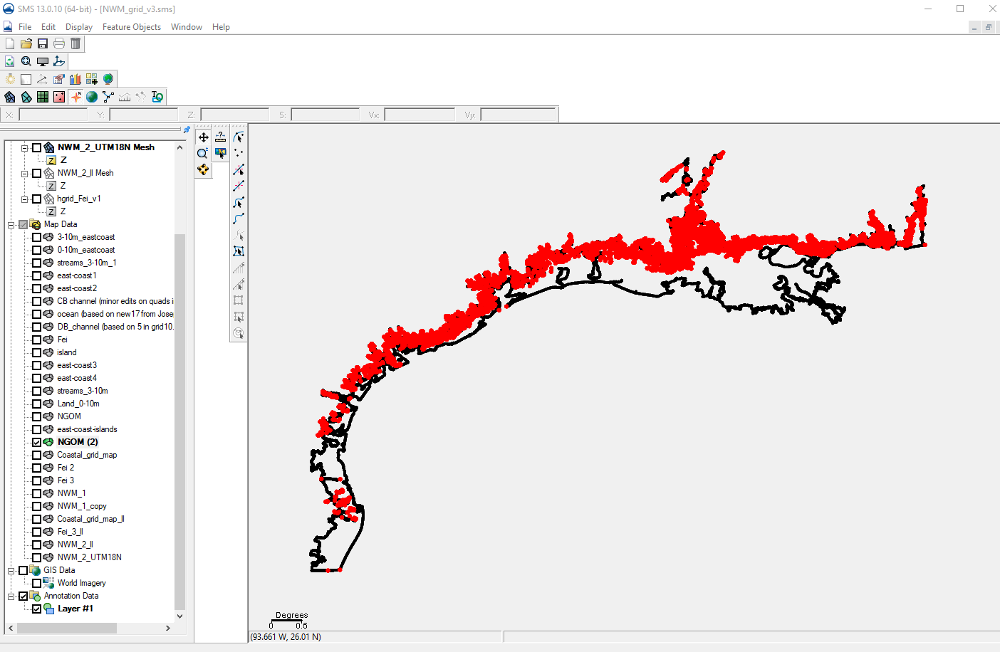 SMS 13.0.10 (64-bit) - [NWM_grid_v3.sms]
File Edit Display Feature Objects Window Help
X: Y: Z: S: Vx: Vy:
NWM_2_UTM18N Mesh
Z
NWM_2_ll Mesh
Z
hgrid_Fei_v1
Z
Map Data
3-10m_eastcoast
0-10m_eastcoast
streams_3-10m_1
east-coast1
east-coast2
CB channel (minor edits on quads i
ocean (based on new17 from Jose
DB_channel (based on 5 in grid10.
Fei
island
east-coast3
east-coast4
streams_3-10m
Land_0-10m
NGOM
east-coast-islands
NGOM (2)
Coastal_grid_map
Fei 2
Fei 3
NWM_1
NWM_1_copy
Coastal_grid_map_ll
Fei_3_ll
NWM_2_ll
NWM_2_UTM18N
GIS Data
World Imagery
Annotation Data
Layer #1
Degrees
0 0.5
(93.661 W, 26.01 N)